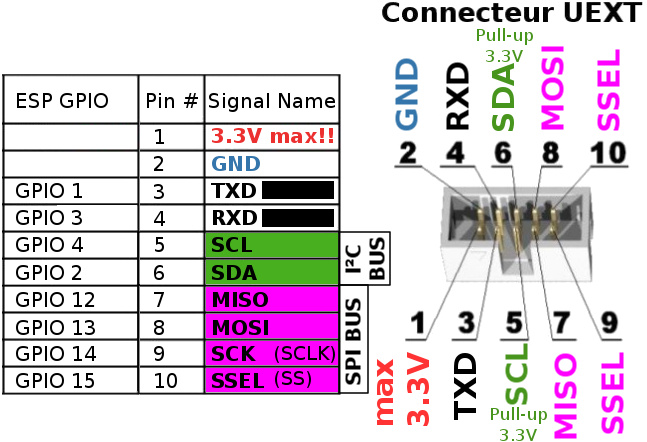 Connecteur UEXT
Pull-up
3.3V
GND
RXD
SDA
MOSI
SSEL
2 4 6 8 10
ESP GPIO Pin # Signal Name
1 3.3V max!!
2 GND
GPIO 1 3 TXD
GPIO 3 4 RXD
GPIO 4 5 SCL
GPIO 2 6 SDA
GPIO 12 7 MISO
GPIO 13 8 MOSI
GPIO 14 9 SCK (SCLK)
GPIO 15 10 SSEL (SS)
I²C
BUS
SPI BUS
1 3 5 7 9
max
3.3V
TXD
SCL
MISO
SSEL
Pull-up
3.3V